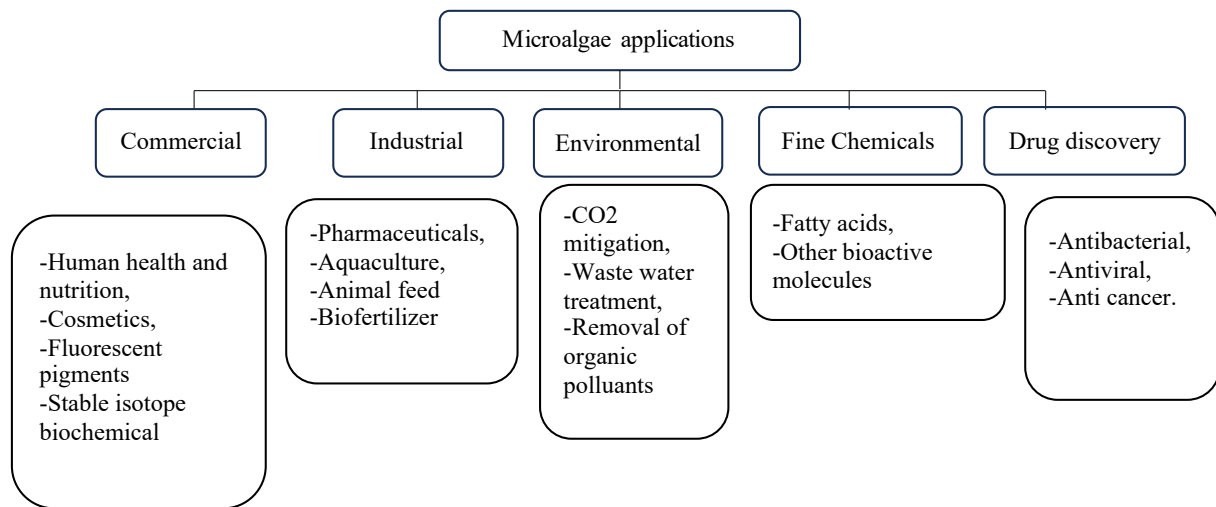 Microalgae applications
Commercial
Industrial
Environmental
Fine Chemicals
Drug discovery
-Human health and
nutrition,
-Cosmetics,
-Fluorescent
pigments
-Stable isotope
biochemical
-Pharmaceuticals,
-Aquaculture,
-Animal feed
-Biofertilizer
-CO2
mitigation,
-Waste water
treatment,
-Removal of
organic
polluants
-Fatty acids,
-Other bioactive
molecules
-Antibacterial,
-Antiviral,
-Anti cancer.